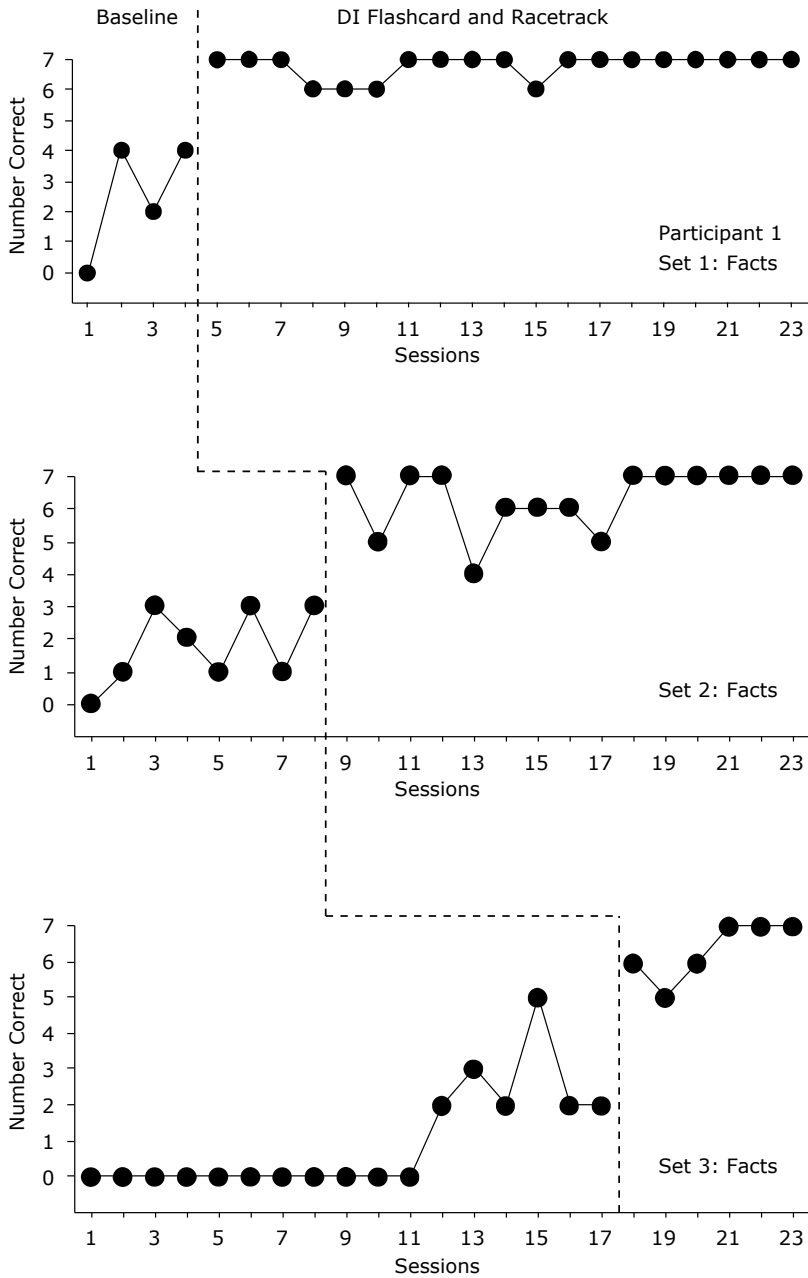 Baseline DI Flashcard and Racetrack
7
6
5
4
3
2
1
0
Number Correct
Participant 1
Set 1: Facts
1 3 5 7 9 11 13 15 17 19 21 23
Sessions
7
6
5
4
3
2
1
0
Number Correct
Set 2: Facts
1 3 5 7 9 11 13 15 17 19 21 23
Sessions
7
6
5
4
3
2
1
0
Number Correct
Set 3: Facts
1 3 5 7 9 11 13 15 17 19 21 23
Sessions